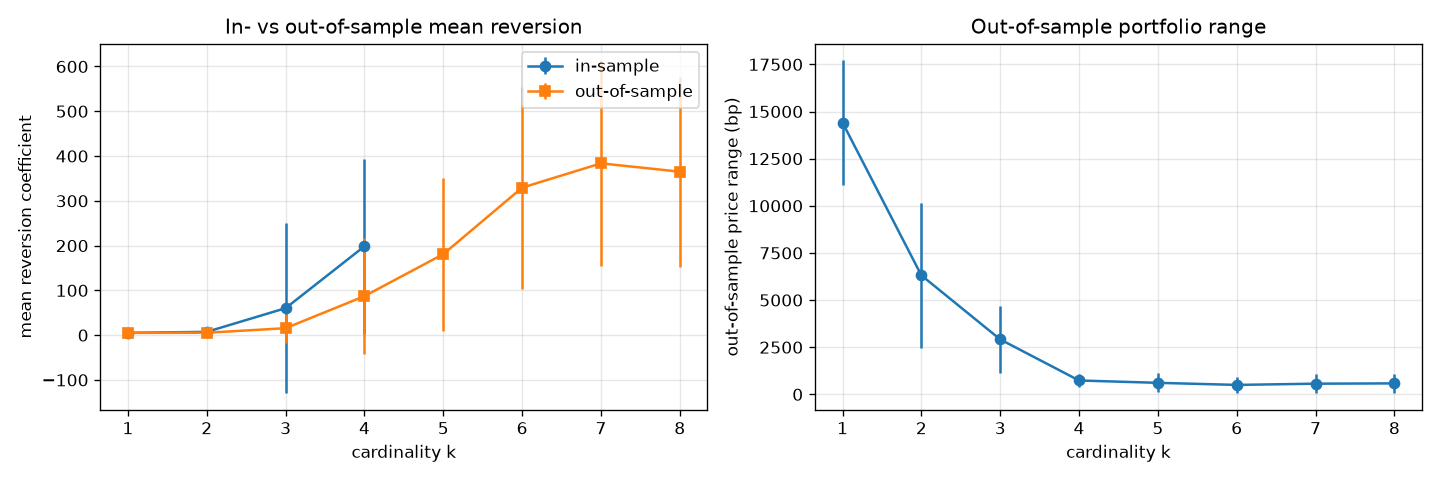 In- vs out-of-sample mean reversion
in-sample
out-of-sample
mean reversion coefficient
600
500
400
300
200
100
0
−100
1 2 3 4 5 6 7 8
cardinality k
Out-of-sample portfolio range
out-of-sample price range (bp)
17500
15000
12500
10000
7500
5000
2500
0
1 2 3 4 5 6 7 8
cardinality k